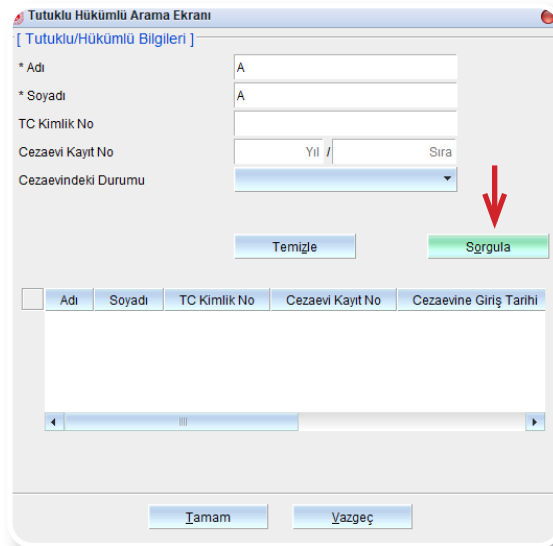 Tutuklu Hükümlü Arama Ekranı
[ Tutuklu/Hükümlü Bilgileri ]
* Adı A
* Soyadı A
TC Kimlik No
Cezaevi Kayıt No Yıl / Sıra
Cezaevindeki Durumu
Temizle Sorgula
Adı Soyadı TC Kimlik No Cezaevi Kayıt No Cezaevine Giriş Tarihi
Tamam Vazgeç